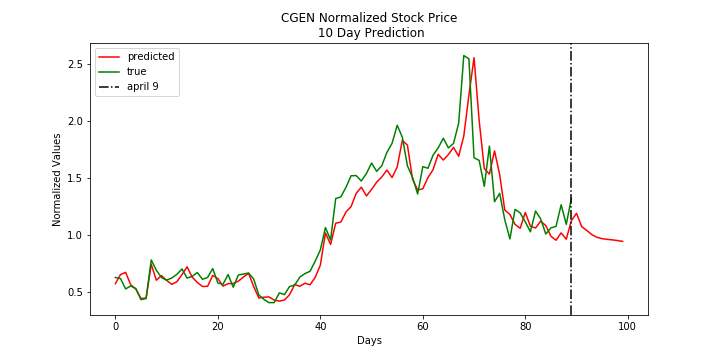 CGEN Normalized Stock Price
10 Day Prediction
predicted
true
april 9
Normalized Values
2.5
2.0
1.5
1.0
0.5
0
20
40
60
80
100
Days